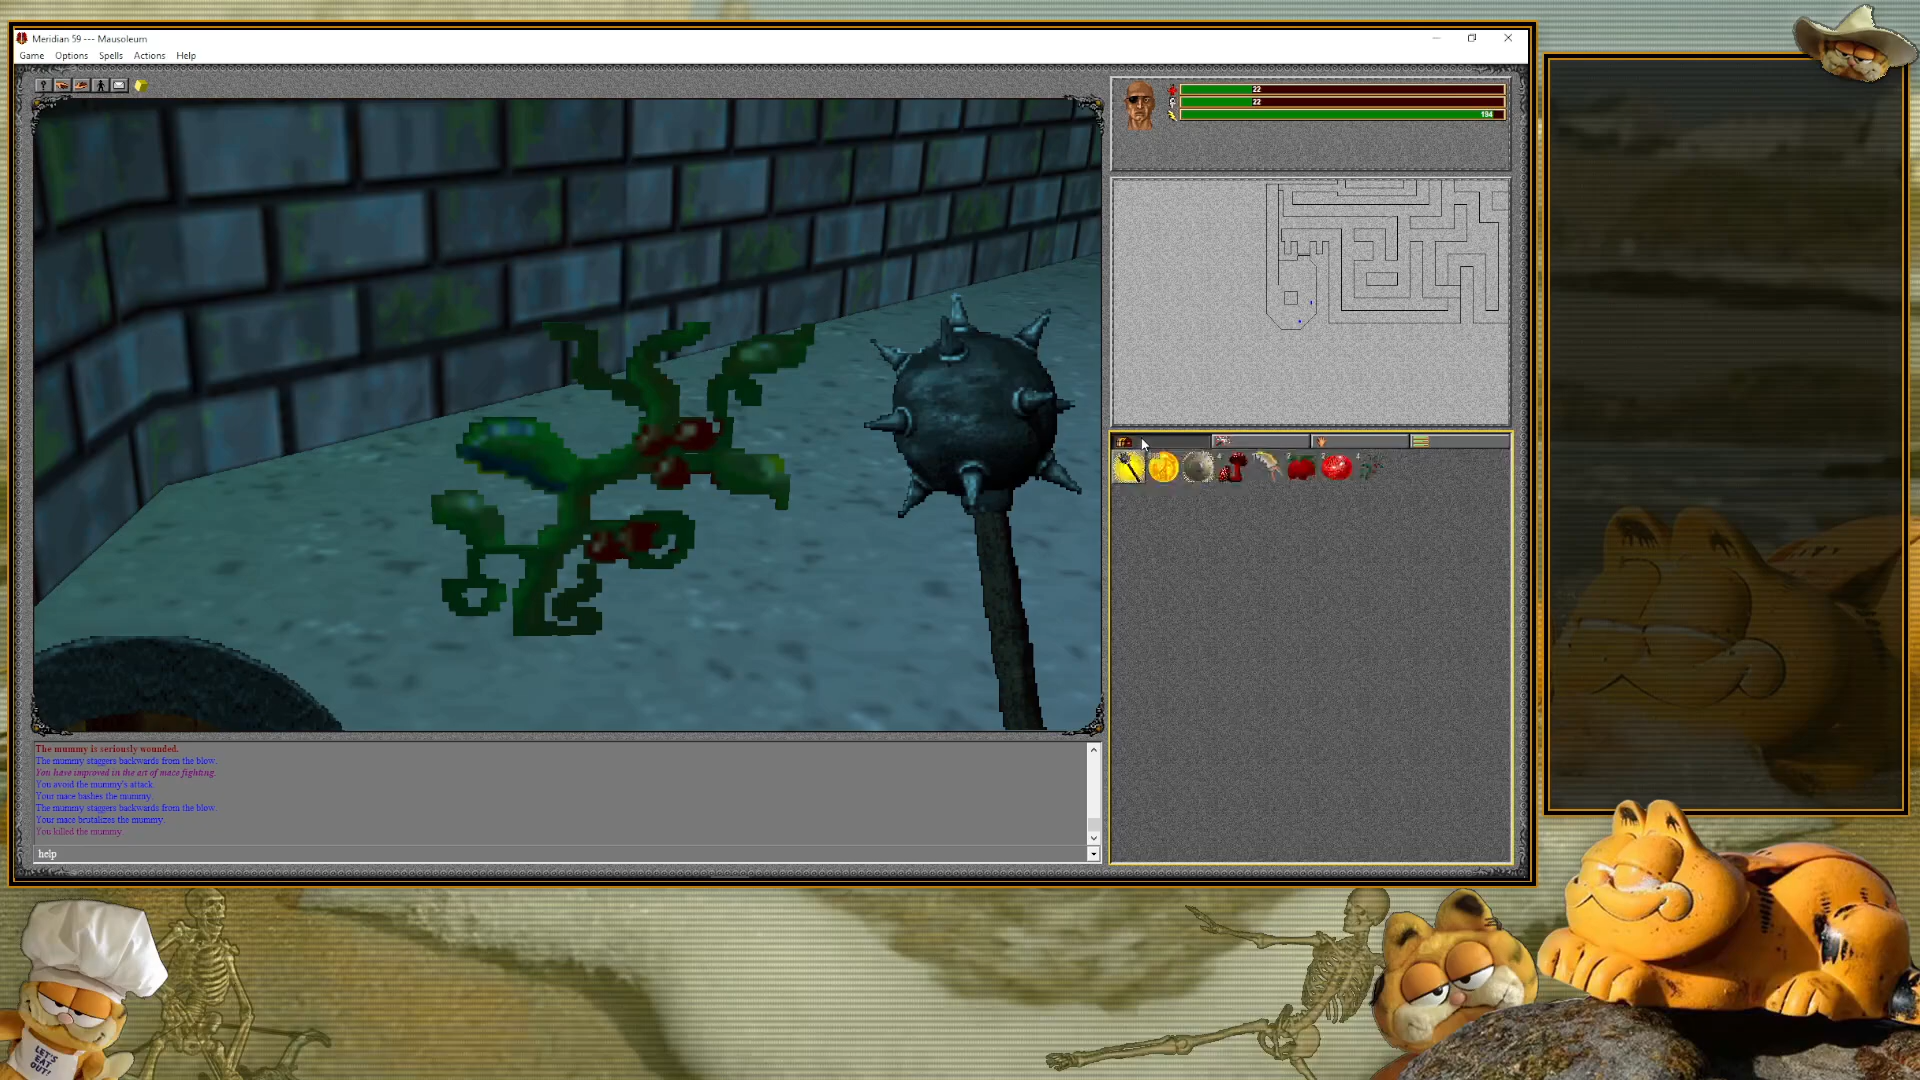 Meridian 59 --- Mausoleum
Game Options Spells Actions Help
22
22
194
The mummy is seriously wounded.
The mummy staggers backwards from the blow.
You have improved in the art of mace fighting.
You avoid the mummy's attack.
Your mace bashes the mummy.
The mummy staggers backwards from the blow.
Your mace brutalizes the mummy.
You killed the mummy.
help
LET'S
EAT
OUT!